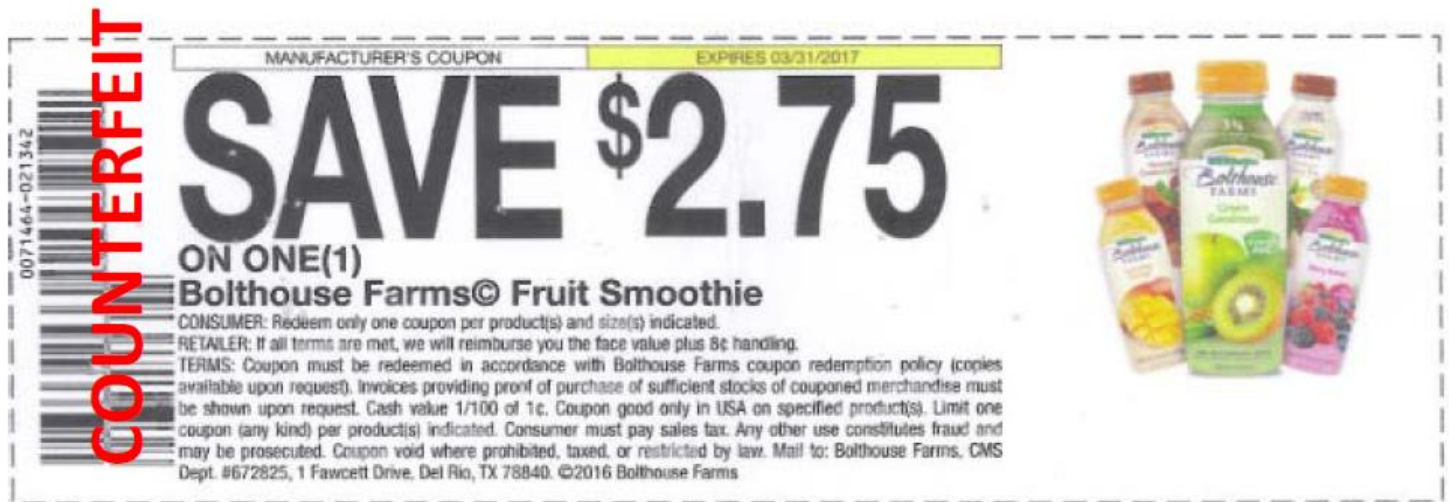 COUNTERFEIT
0071464-021342
MANUFACTURER'S COUPON
EXPIRES 03/31/2017
SAVE $2.75
ON ONE(1)
Bolthouse Farms© Fruit Smoothie
CONSUMER: Redeem only one coupon per product(s) and size(s) indicated.
RETAILER: If all terms are met, we will reimburse you the face value plus 8¢ handling.
TERMS: Coupon must be redeemed in accordance with Bolthouse Farms coupon redemption policy (copies
available upon request). Invoices providing proof of purchase of sufficient stocks of couponed merchandise must
be shown upon request. Cash value 1/100 of 1¢. Coupon good only in USA on specified product(s). Limit one
coupon (any kind) per product(s) indicated. Consumer must pay sales tax. Any other use constitutes fraud and
may be prosecuted. Coupon void where prohibited, taxed, or restricted by law. Mail to: Bolthouse Farms, CMS
Dept. #672825, 1 Fawcett Drive, Del Rio, TX 78840. ©2016 Bolthouse Farms
Bolthouse
FARMS
Green
Goodness